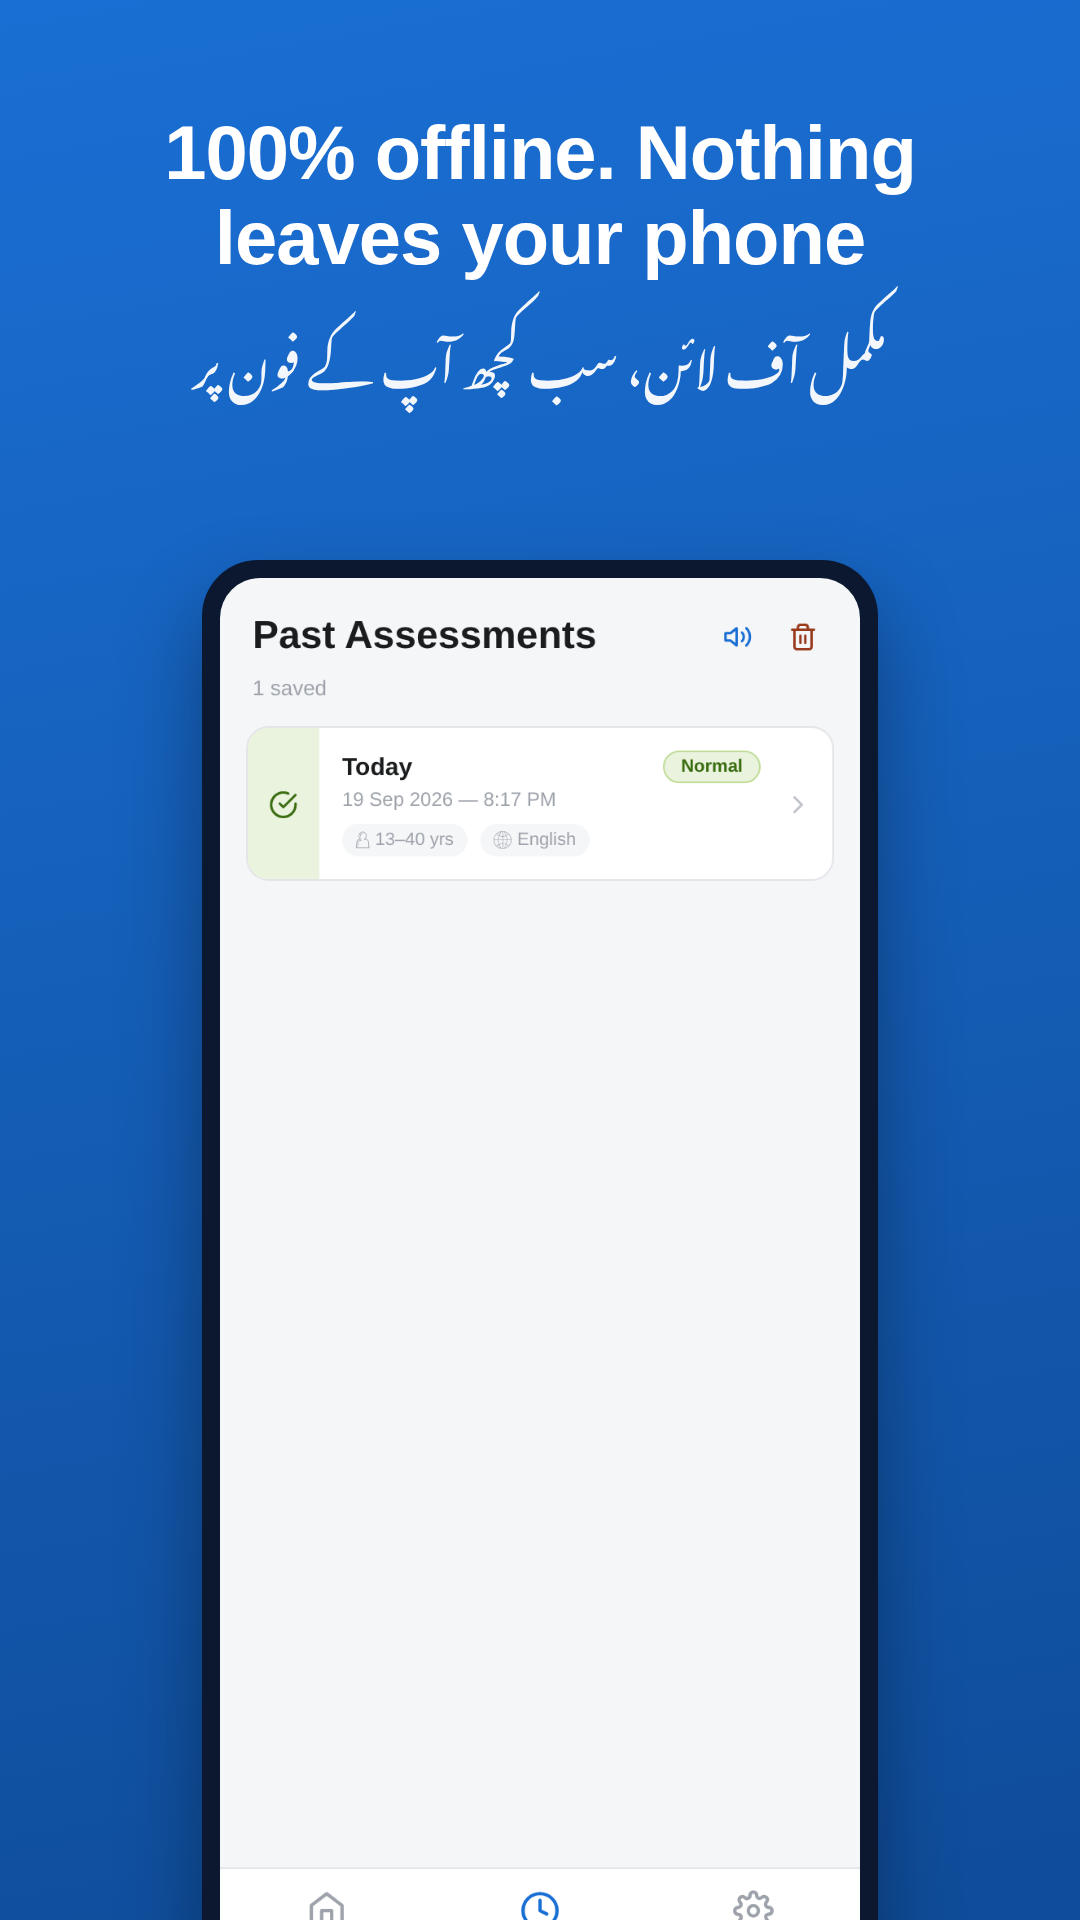 100% offline. Nothing
leaves your phone
مکمل آف لائن، سب کچھ آپ کے فون پر
Past Assessments
1 saved
Today
Normal
19 Sep 2026 — 8:17 PM
13–40 yrs
English